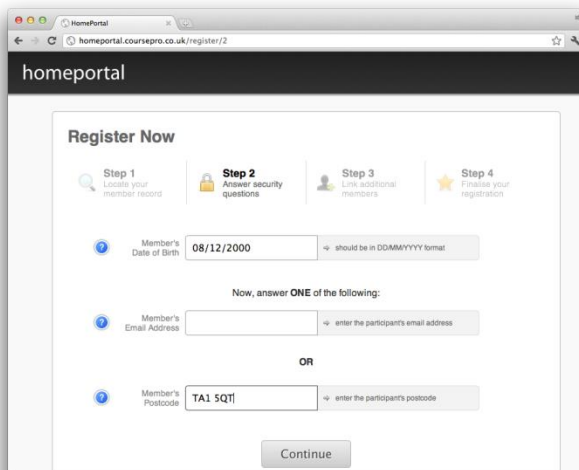 HomePortal
homeportal.coursepro.co.uk/register/2
homeportal
Register Now
Step 1
Locate your
member record
Step 2
Answer security
questions
Step 3
Link additional
members
Step 4
Finalise your
registration
Member's
Date of Birth
08/12/2000
⇨ should be in DD/MM/YYYY format
Now, answer ONE of the following:
Member's
Email Address
⇨ enter the participant's email address
OR
Member's
Postcode
TA1 5QT
⇨ enter the participant's postcode
Continue